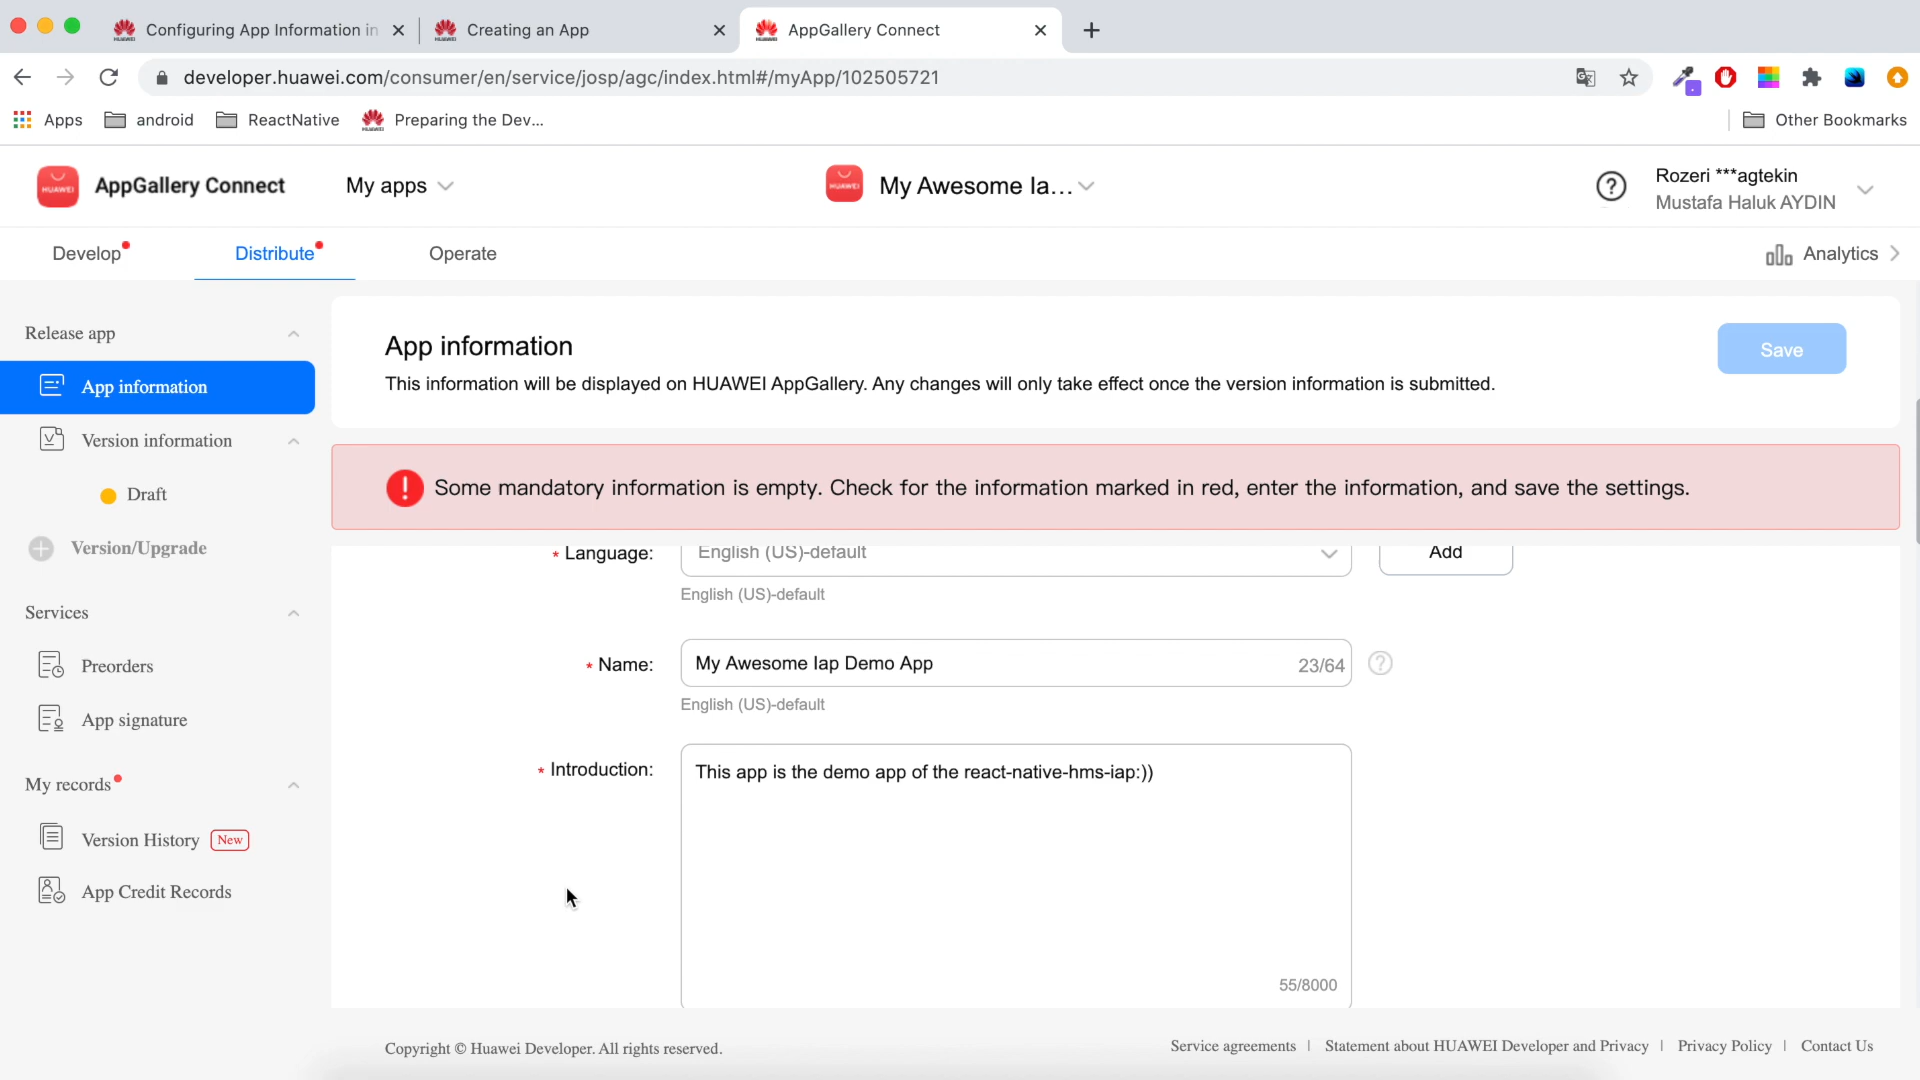 Configuring App Information in
Creating an App
AppGallery Connect
developer.huawei.com/consumer/en/service/josp/agc/index.html#/myApp/102505721
Apps
android
ReactNative
Preparing the Dev...
Other Bookmarks
HUAWEI
AppGallery Connect
My apps
HUAWEI
My Awesome Ia...
Rozeri ***agtekin
Mustafa Haluk AYDIN
Develop
Distribute
Operate
Analytics
Release app
App information
Version information
Draft
Version/Upgrade
Services
Preorders
App signature
My records
Version History New
App Credit Records
App information
This information will be displayed on HUAWEI AppGallery. Any changes will only take effect once the version information is submitted.
Save
Some mandatory information is empty. Check for the information marked in red, enter the information, and save the settings.
* Language:
English (US)-default
Add
English (US)-default
* Name:
My Awesome Iap Demo App
23/64
English (US)-default
* Introduction:
This app is the demo app of the react-native-hms-iap:))
55/8000
Copyright © Huawei Developer. All rights reserved.
Service agreements | Statement about HUAWEI Developer and Privacy | Privacy Policy | Contact Us